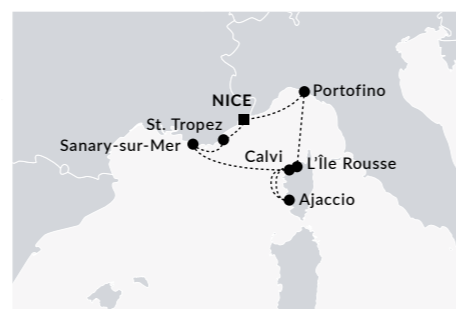 Portofino
NICE
St. Tropez
Sanary-sur-Mer
Calvi
L'Île Rousse
Ajaccio